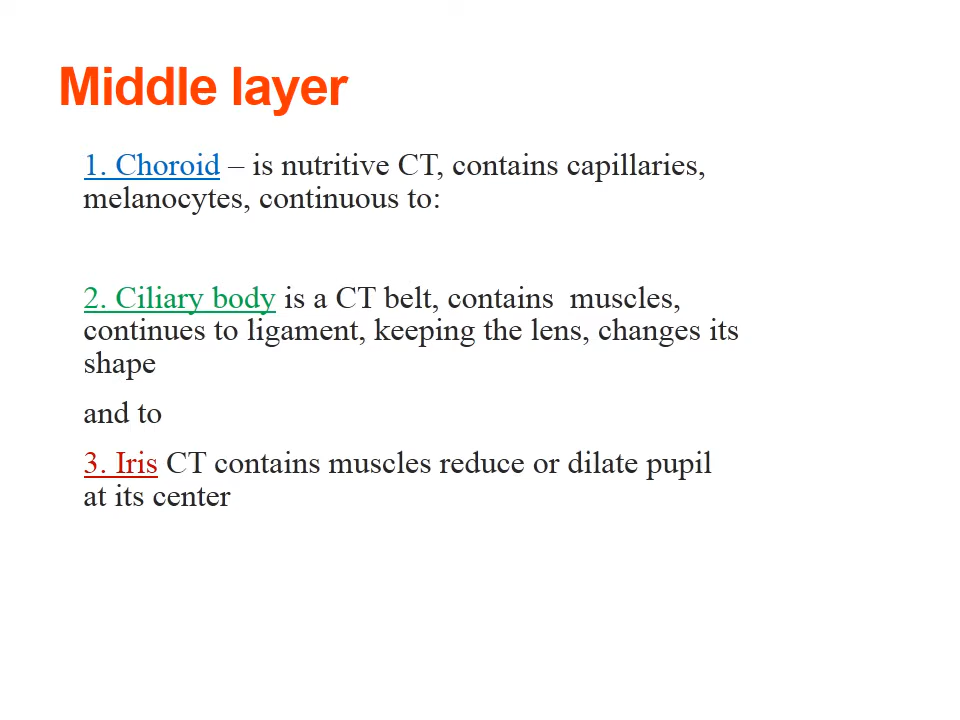 Middle layer
1. Choroid – is nutritive CT, contains capillaries,
melanocytes, continuous to:
2. Ciliary body is a CT belt, contains  muscles,
continues to ligament, keeping the lens, changes its
shape
and to
3. Iris CT contains muscles reduce or dilate pupil
at its center